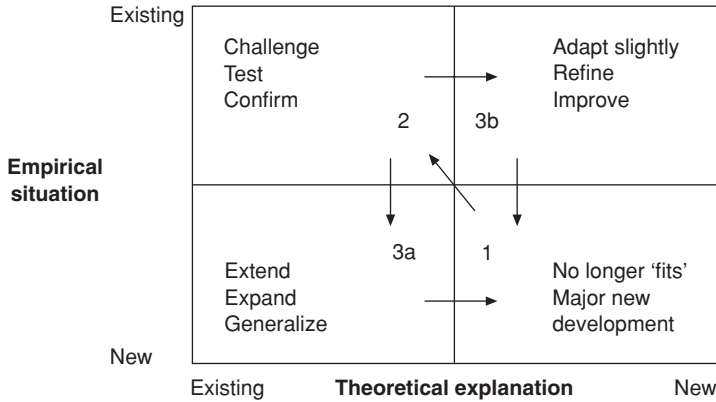 Existing
Challenge
Test
Confirm
Adapt slightly
Refine
Improve
2
3b
Empirical
situation
3a
1
Extend
Expand
Generalize
No longer ‘fits’
Major new
development
New
Existing
Theoretical explanation
New